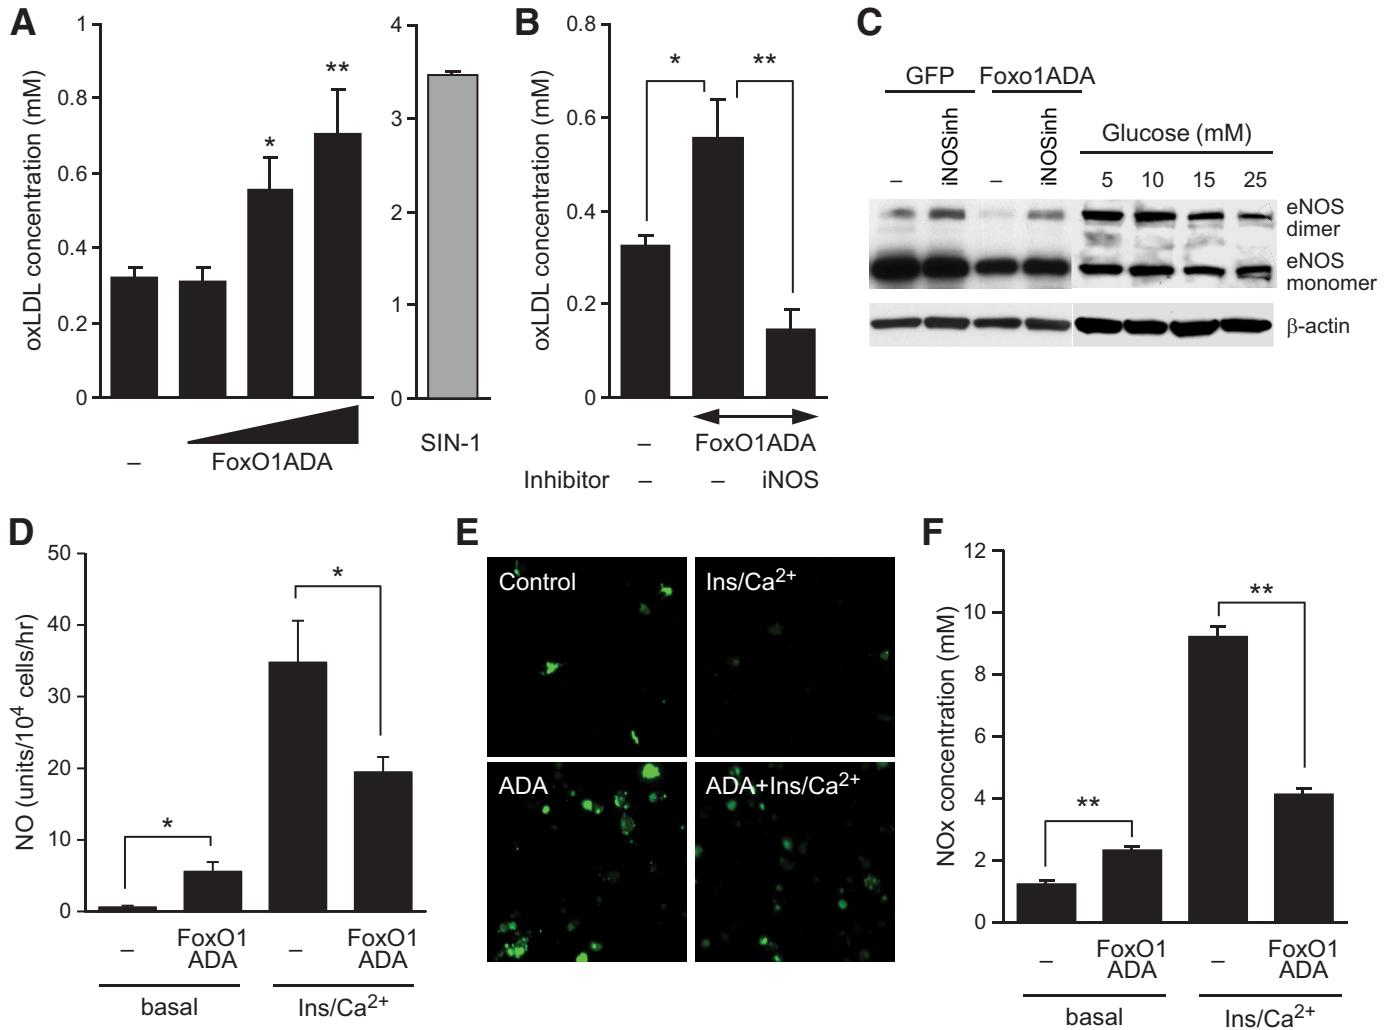 A
oxLDL concentration (mM)
1
0.8
0.6
0.4
0.2
0
*
**
–
FoxO1ADA
4
3
2
1
0
SIN-1
B
oxLDL concentration (mM)
0.8
0.6
0.4
0.2
0
*
**
–
FoxO1ADA
Inhibitor
–
–
iNOS
C
GFP
Foxo1ADA
–
iNOSinh
–
iNOSinh
Glucose (mM)
5 10 15 25
eNOS
dimer
eNOS
monomer
β-actin
D
NO (units/10⁴ cells/hr)
50
40
30
20
10
0
*
*
–
FoxO1
ADA
–
FoxO1
ADA
basal
Ins/Ca²⁺
E
Control
Ins/Ca²⁺
ADA
ADA+Ins/Ca²⁺
F
NOx concentration (mM)
12
10
8
6
4
2
0
**
**
–
FoxO1
ADA
–
FoxO1
ADA
basal
Ins/Ca²⁺